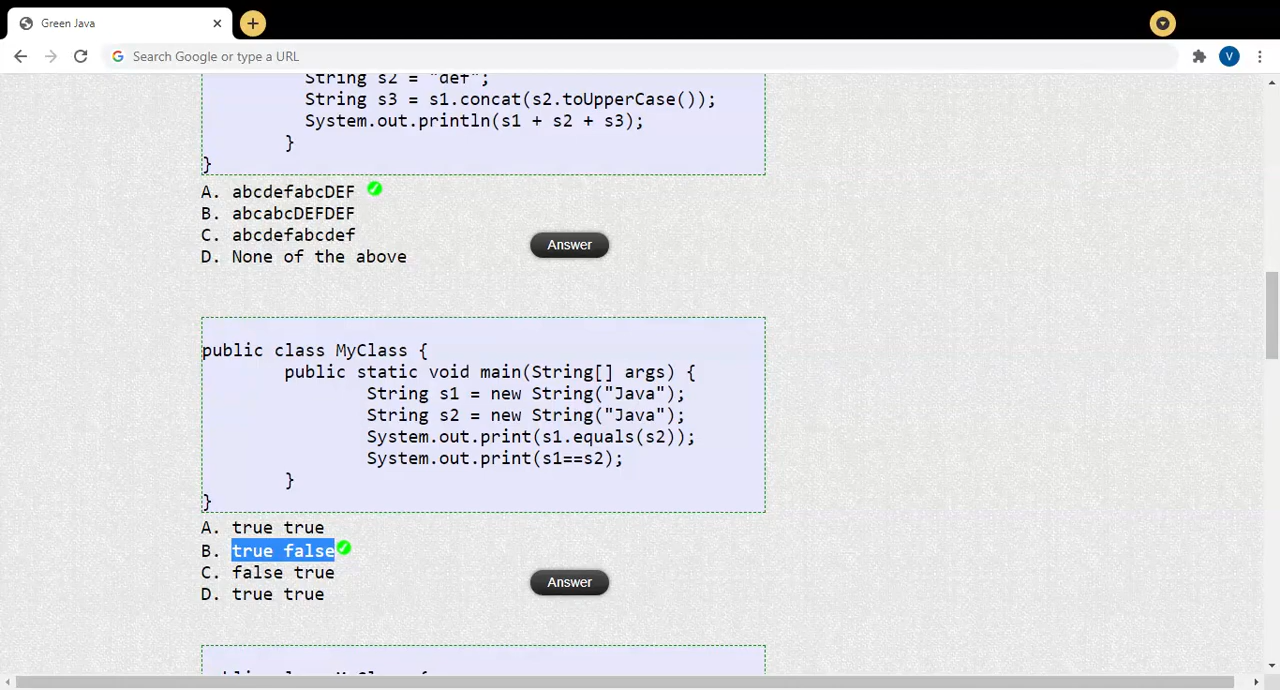 Green Java
Search Google or type a URL
V
String s2 = "def";
String s3 = s1.concat(s2.toUpperCase());
System.out.println(s1 + s2 + s3);
}
}
A. abcdefabcDEF
B. abcabcDEFDEF
C. abcdefabcdef
D. None of the above
Answer
public class MyClass {
public static void main(String[] args) {
String s1 = new String("Java");
String s2 = new String("Java");
System.out.print(s1.equals(s2));
System.out.print(s1==s2);
}
}
A. true true
B. true false
C. false true
D. true true
Answer